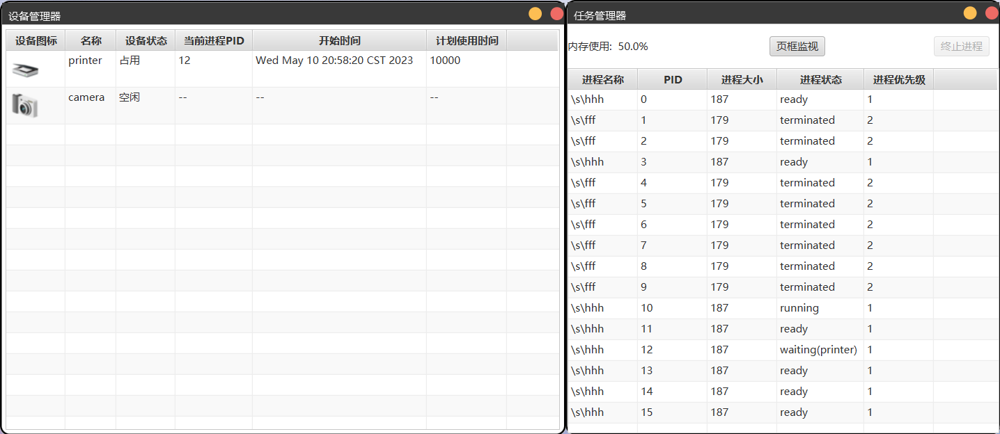 设备管理器
设备图标 名称 设备状态 当前进程PID 开始时间 计划使用时间
printer 占用 12 Wed May 10 20:58:20 CST 2023 10000
camera 空闲 -- -- --
任务管理器
内存使用: 50.0% 页框监视 终止进程
进程名称 PID 进程大小 进程状态 进程优先级
\s\hhh 0 187 ready 1
\s\fff 1 179 terminated 2
\s\fff 2 179 terminated 2
\s\hhh 3 187 ready 1
\s\fff 4 179 terminated 2
\s\fff 5 179 terminated 2
\s\fff 6 179 terminated 2
\s\fff 7 179 terminated 2
\s\fff 8 179 terminated 2
\s\fff 9 179 terminated 2
\s\hhh 10 187 running 1
\s\hhh 11 187 ready 1
\s\hhh 12 187 waiting(printer) 1
\s\hhh 13 187 ready 1
\s\hhh 14 187 ready 1
\s\hhh 15 187 ready 1